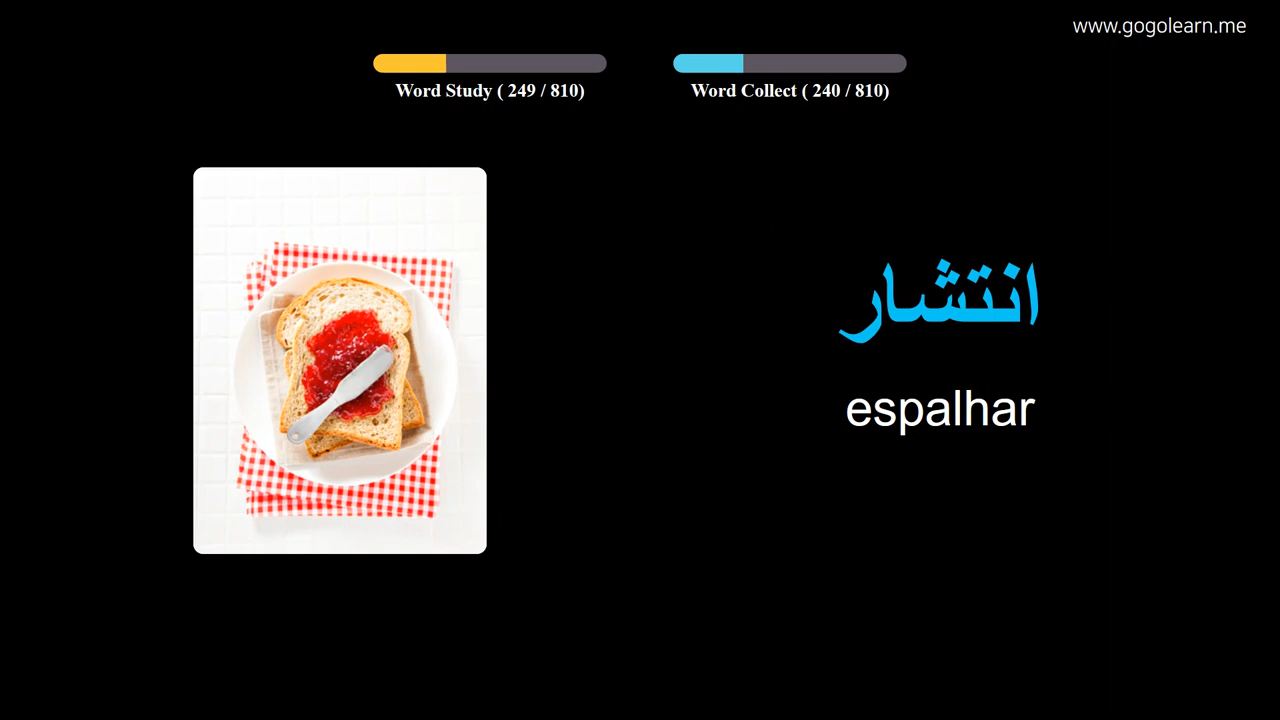 www.gogolearn.me
Word Study ( 249 / 810)
Word Collect ( 240 / 810)
انتشار
espalhar